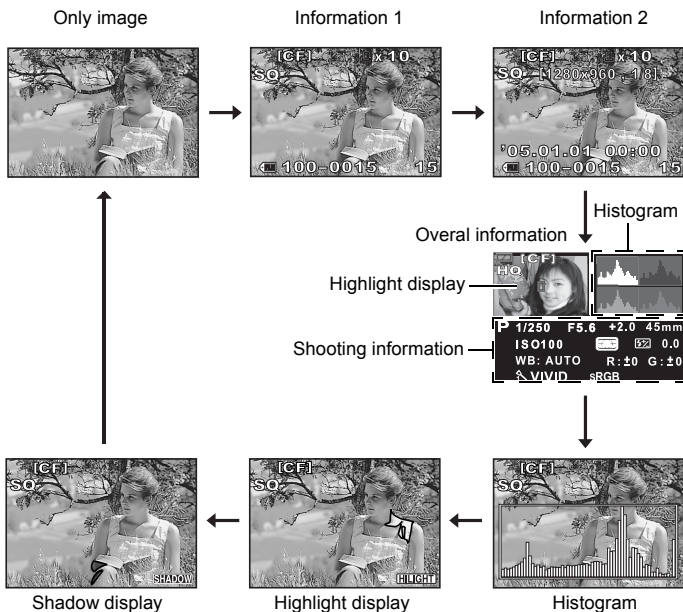 Only image
Information 1
Information 2
[CF]
x10
SQ
100-0015
15
[CF]
x10
SQ
[1280x960 , 1/8]
'05.01.01 00:00
100-0015
15
Histogram
Overal information
[CF]
HQ
Highlight display
Shooting information
P 1/250 F5.6 +2.0 45mm
ISO100 0.0
WB: AUTO R:±0 G:±0
VIVID sRGB
[CF]
SQ
SHADOW
[CF]
SQ
HILIGHT
[CF]
SQ
Shadow display
Highlight display
Histogram